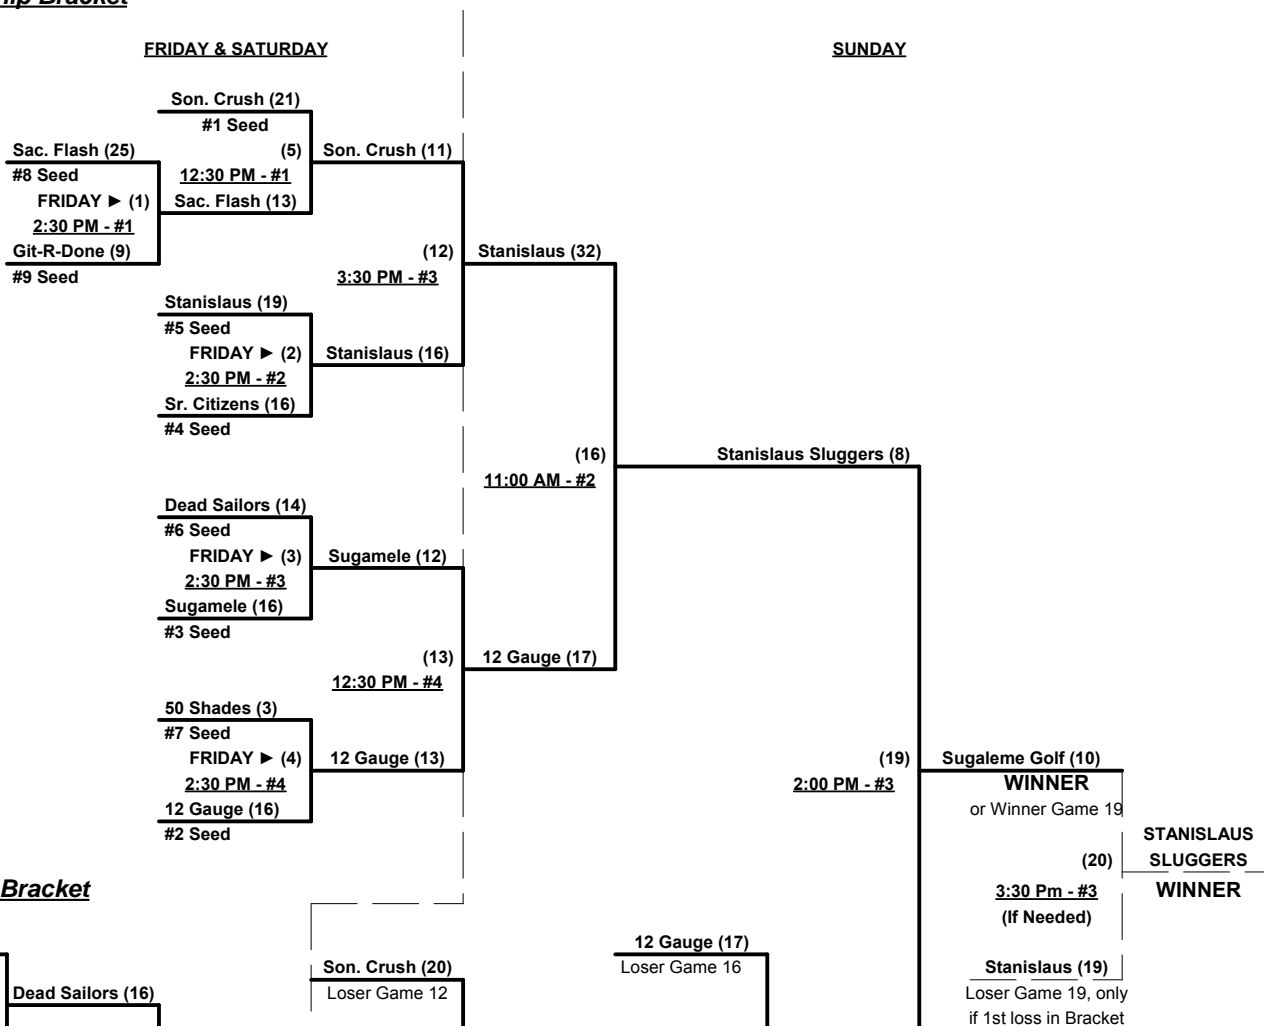 FRIDAY & SATURDAY
SUNDAY
Son. Crush (21)
#1 Seed
Sac. Flash (25)
(5)
Son. Crush (11)
#8 Seed
12:30 PM - #1
FRIDAY ► (1)
Sac. Flash (13)
2:30 PM - #1
Git-R-Done (9)
(12)
Stanislaus (32)
#9 Seed
3:30 PM - #3
Stanislaus (19)
#5 Seed
FRIDAY ► (2)
Stanislaus (16)
2:30 PM - #2
Sr. Citizens (16)
#4 Seed
(16)
Stanislaus Sluggers (8)
11:00 AM - #2
Dead Sailors (14)
#6 Seed
FRIDAY ► (3)
Sugamele (12)
2:30 PM - #3
Sugamele (16)
#3 Seed
(13)
12 Gauge (17)
12:30 PM - #4
50 Shades (3)
#7 Seed
FRIDAY ► (4)
12 Gauge (13)
(19)
Sugaleme Golf (10)
2:30 PM - #4
2:00 PM - #3
WINNER
12 Gauge (16)
or Winner Game 19
#2 Seed
STANISLAUS
(20)
SLUGGERS
Bracket
3:30 Pm - #3
WINNER
(If Needed)
12 Gauge (17)
Son. Crush (20)
Loser Game 16
Stanislaus (19)
Dead Sailors (16)
Loser Game 12
Loser Game 19, only
if 1st loss in Bracket